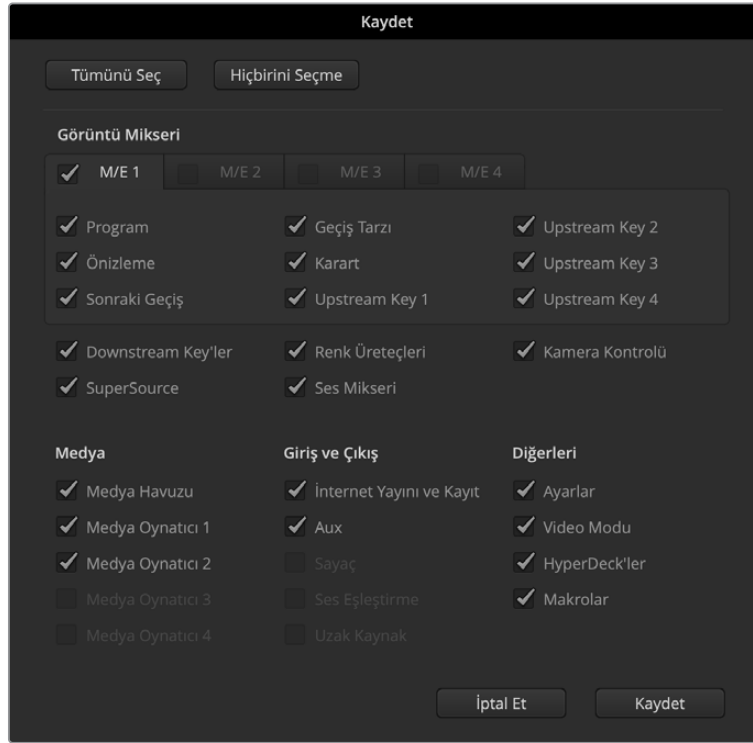 Kaydet
Tümünü Seç Hiçbirini Seçme
Görüntü Mikseri
M/E 1 M/E 2 M/E 3 M/E 4
Program Geçiş Tarzı Upstream Key 2
Önizleme Karart Upstream Key 3
Sonraki Geçiş Upstream Key 1 Upstream Key 4
Downstream Key'ler Renk Üreteçleri Kamera Kontrolü
SuperSource Ses Mikseri
Medya Giriş ve Çıkış Diğerleri
Medya Havuzu İnternet Yayını ve Kayıt Ayarlar
Medya Oynatıcı 1 Aux Video Modu
Medya Oynatıcı 2 Sayaç HyperDeck'ler
Medya Oynatıcı 3 Ses Eşleştirme Makrolar
Medya Oynatıcı 4 Uzak Kaynak
İptal Et Kaydet